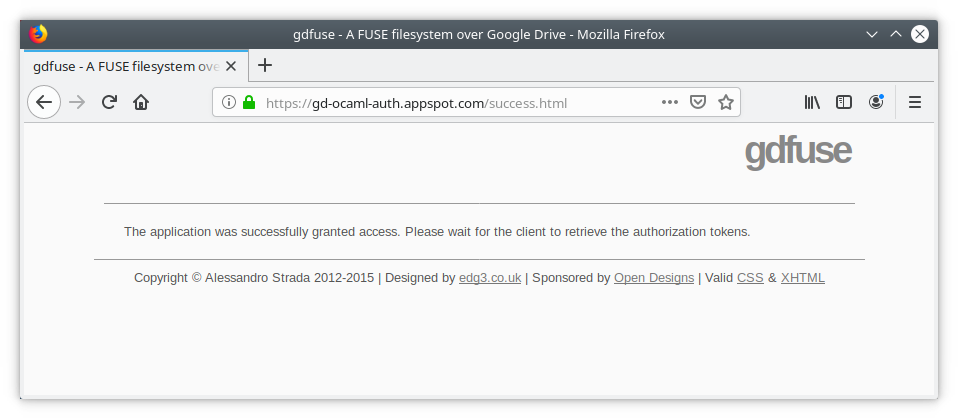 gdfuse - A FUSE filesystem over Google Drive - Mozilla Firefox
gdfuse - A FUSE filesystem ove
https://gd-ocaml-auth.appspot.com/success.html
gdfuse
The application was successfully granted access. Please wait for the client to retrieve the authorization tokens.
Copyright © Alessandro Strada 2012-2015 | Designed by edg3.co.uk | Sponsored by Open Designs | Valid CSS & XHTML